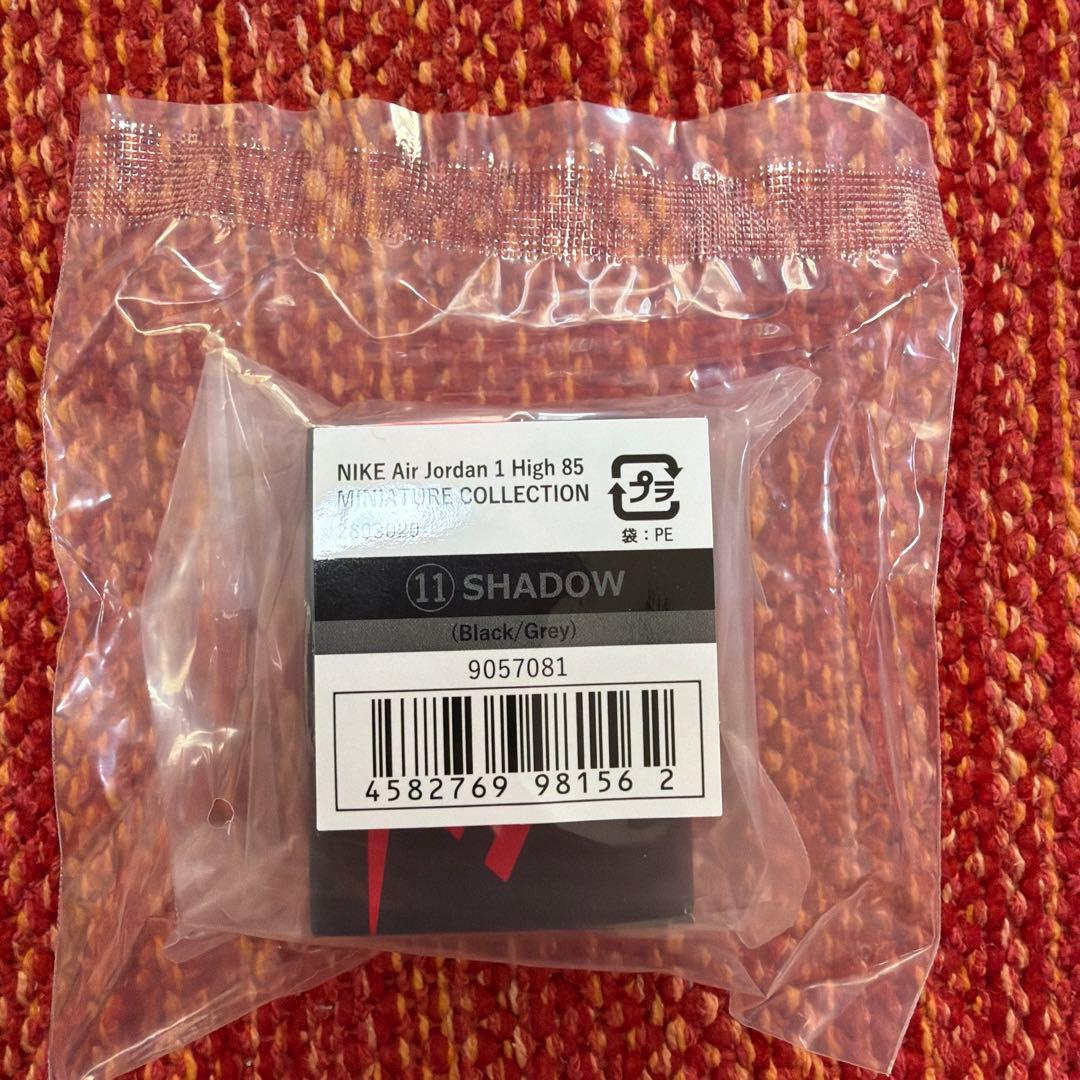 NIKE Air Jordan 1 High 85
MINIATURE COLLECTION
2803020
プラ
袋：PE
⑪ SHADOW
(Black/Grey)
9057081
4582769 98156 2